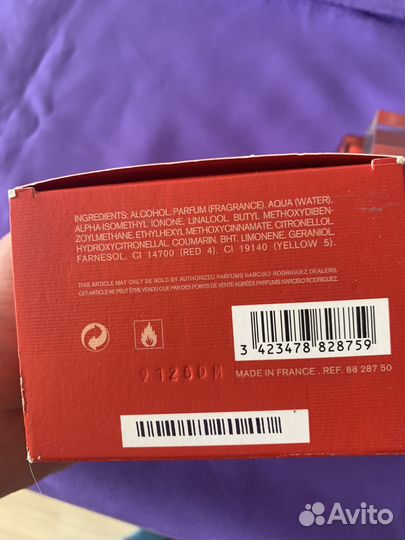 INGREDIENTS: ALCOHOL, PARFUM (FRAGRANCE), AQUA (WATER),
ALPHA-ISOMETHYL IONONE, LINALOOL, BUTYL METHOXYDIBEN-
ZOYLMETHANE, ETHYLHEXYL METHOXYCINNAMATE, CITRONELLOL,
HYDROXYCITRONELLAL, COUMARIN, BHT, LIMONENE, GERANIOL,
FARNESOL, CI 14700 (RED 4), CI 19140 (YELLOW 5).
THIS ARTICLE MAY ONLY BE SOLD BY AUTHORIZED PARFUMS NARCISO RODRIGUEZ DEALERS.
CET ARTICLE NE PEUT ÊTRE VENDU QUE PAR DES POINTS DE VENTE AGRÉÉS PARFUMS NARCISO RODRIGUEZ.
3 423478 828759
9126DM
MADE IN FRANCE . REF. 88 287 50
Avito